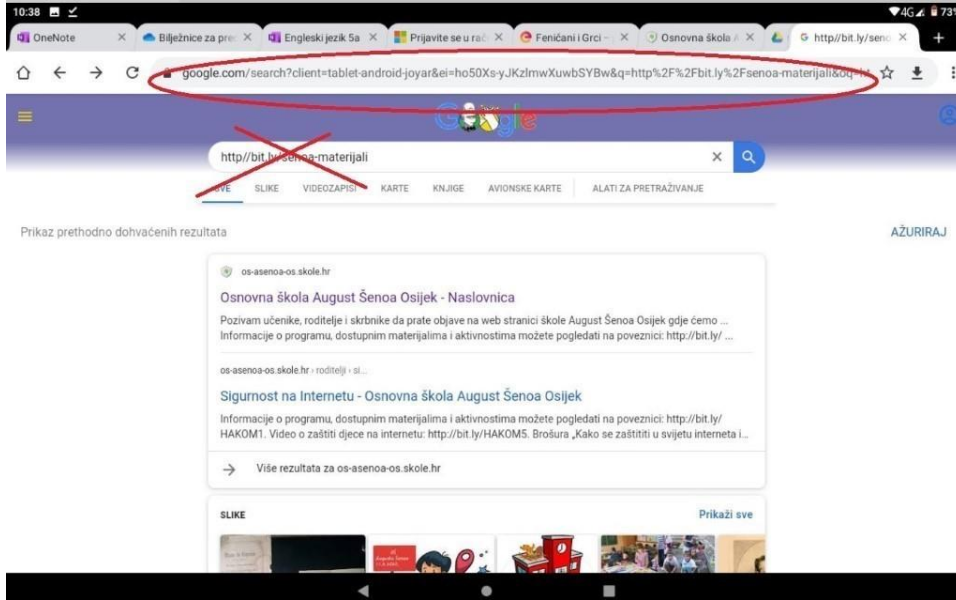 10:38 4G 73%
OneNote
Bilježnice za pre
Engleski jezik 5a
Prijavite se u rač
Feničani i Grci –
Osnovna škola A
http//bit.ly/seno
google.com/search?client=tablet-android-joyar&ei=ho50Xs-yJKzlmwXuwbSYBw&q=http%2F%2Fbit.ly%2Fsenoa-materijali&oq=
Google
http//bit.ly/senoa-materijali
SVE SLIKE VIDEOZAPISI KARTE KNJIGE AVIONSKE KARTE ALATI ZA PRETRAŽIVANJE
Prikaz prethodno dohvaćenih rezultata AŽURIRAJ
os-asenoa-os.skole.hr
Osnovna škola August Šenoa Osijek - Naslovnica
Pozivam učenike, roditelje i skrbnike da prate objave na web stranici škole August Šenoa Osijek gdje ćemo ...
Informacije o programu, dostupnim materijalima i aktivnostima možete pogledati na poveznici: http://bit.ly/ ...
os-asenoa-os.skole.hr › roditelji › si...
Sigurnost na Internetu - Osnovna škola August Šenoa Osijek
Informacije o programu, dostupnim materijalima i aktivnostima možete pogledati na poveznici: http://bit.ly/
HAKOM1. Video o zaštiti djece na internetu: http://bit.ly/HAKOM5. Brošura „Kako se zaštititi u svijetu interneta i...
Više rezultata za os-asenoa-os.skole.hr
SLIKE Prikaži sve